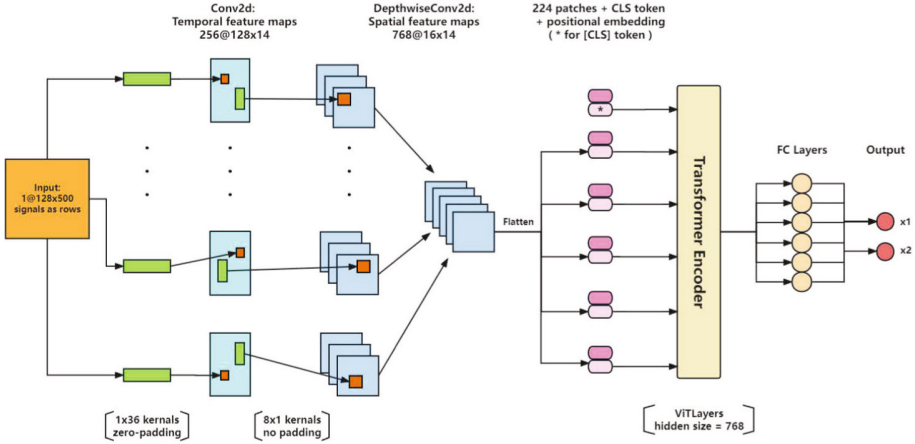 Conv2d:
Temporal feature maps
256@128x14
DepthwiseConv2d:
Spatial feature maps
768@16x14
224 patches + CLS token
+ positional embedding
( * for [CLS] token )
Input:
1@128x500
signals as rows
*
Flatten
Transformer Encoder
FC Layers
Output
x1
x2
1x36 kernals
zero-padding
8x1 kernals
no padding
ViTLayers
hidden size = 768